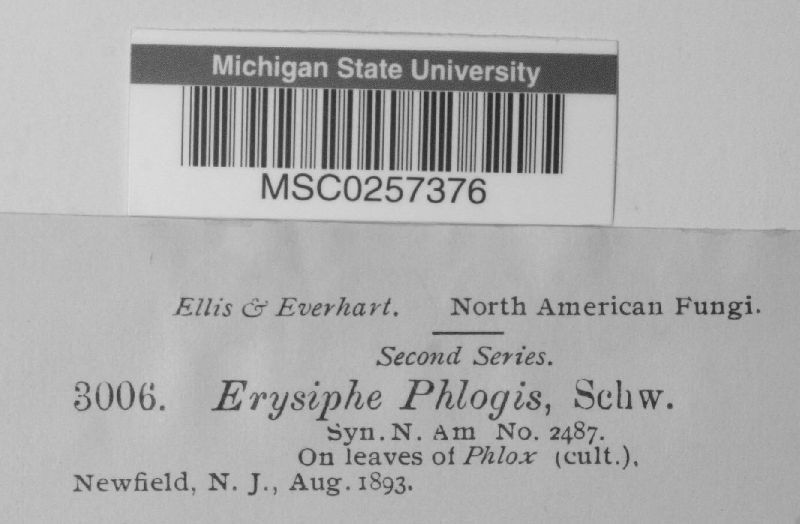 Michigan State University
MSC0257376
Ellis & Everhart. North American Fungi.
Second Series.
3006. Erysiphe Phlogis, Schw.
Syn. N. Am No. 2487.
On leaves of Phlox (cult.),
Newfield, N. J., Aug. 1893.